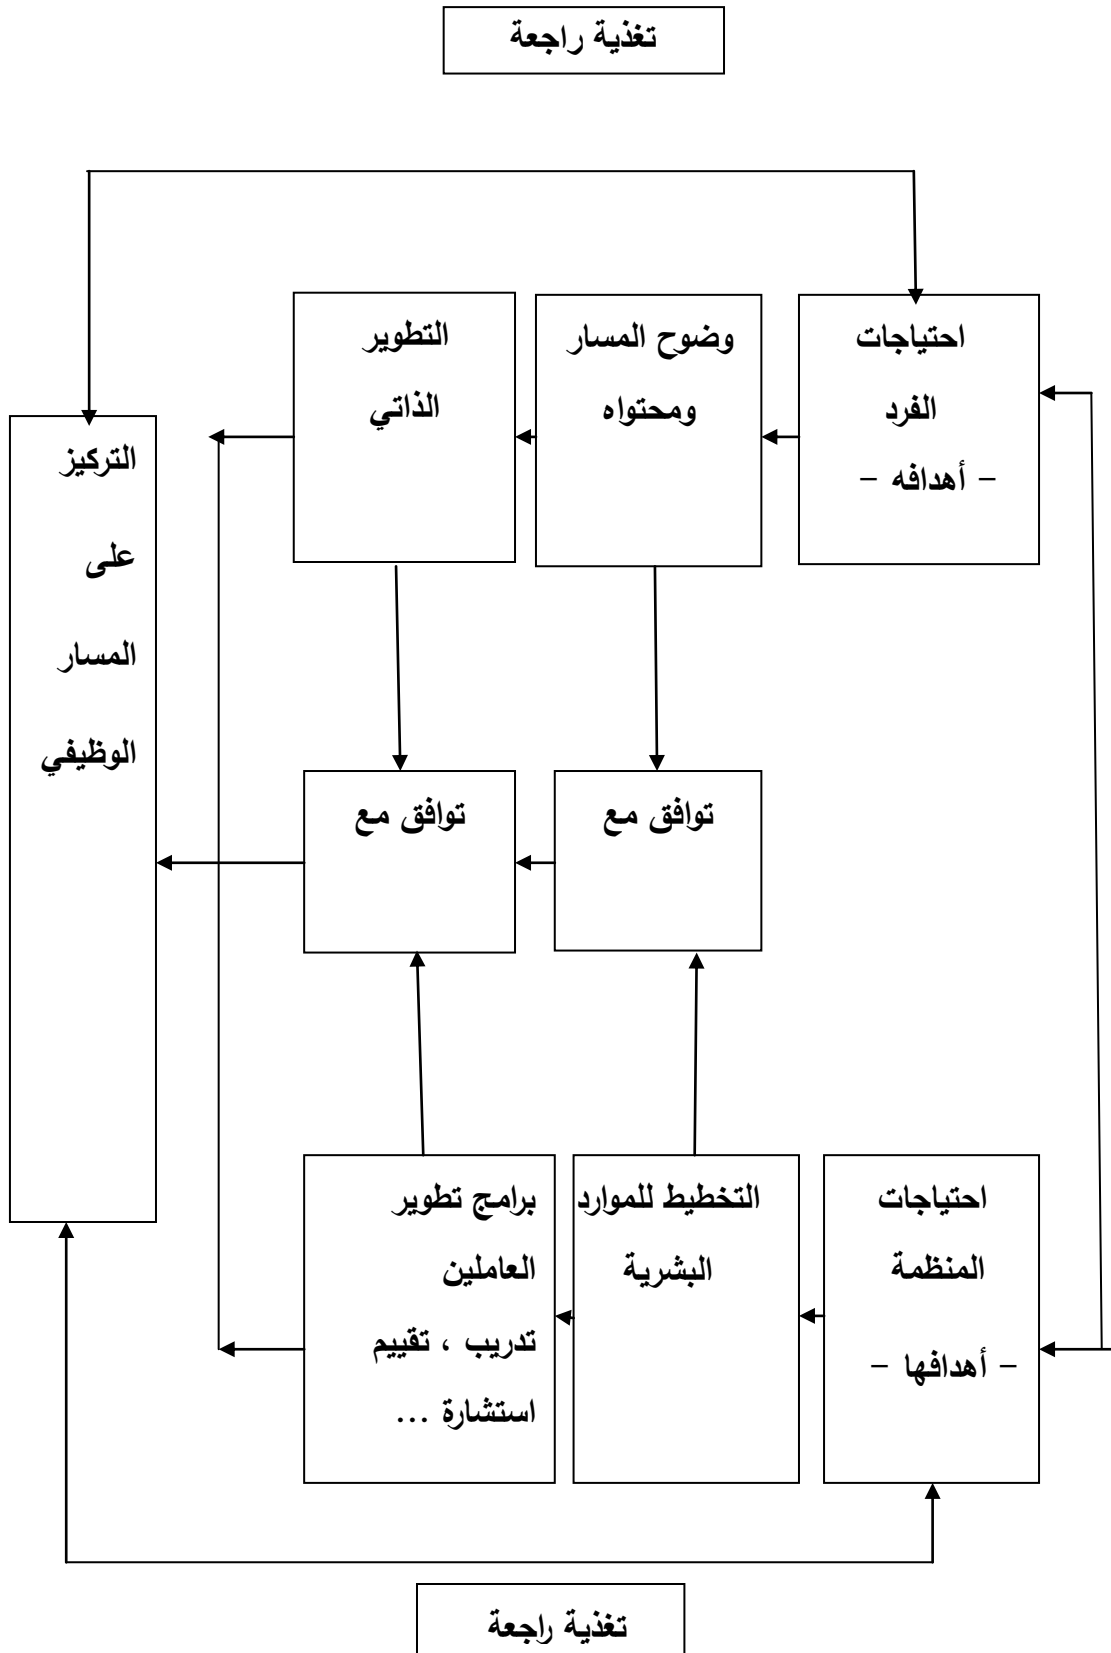 تغذية راجعة
احتياجات
الفرد
- أهدافه -
وضوح المسار
ومحتواه
التطوير
الذاتي
التركيز
على
المسار
الوظيفي
توافق مع
توافق مع
احتياجات
المنظمة
- أهدافها -
التخطيط للموارد
البشرية
برامج تطوير
العاملين
تدريب ، تقييم
استشارة ...
تغذية راجعة